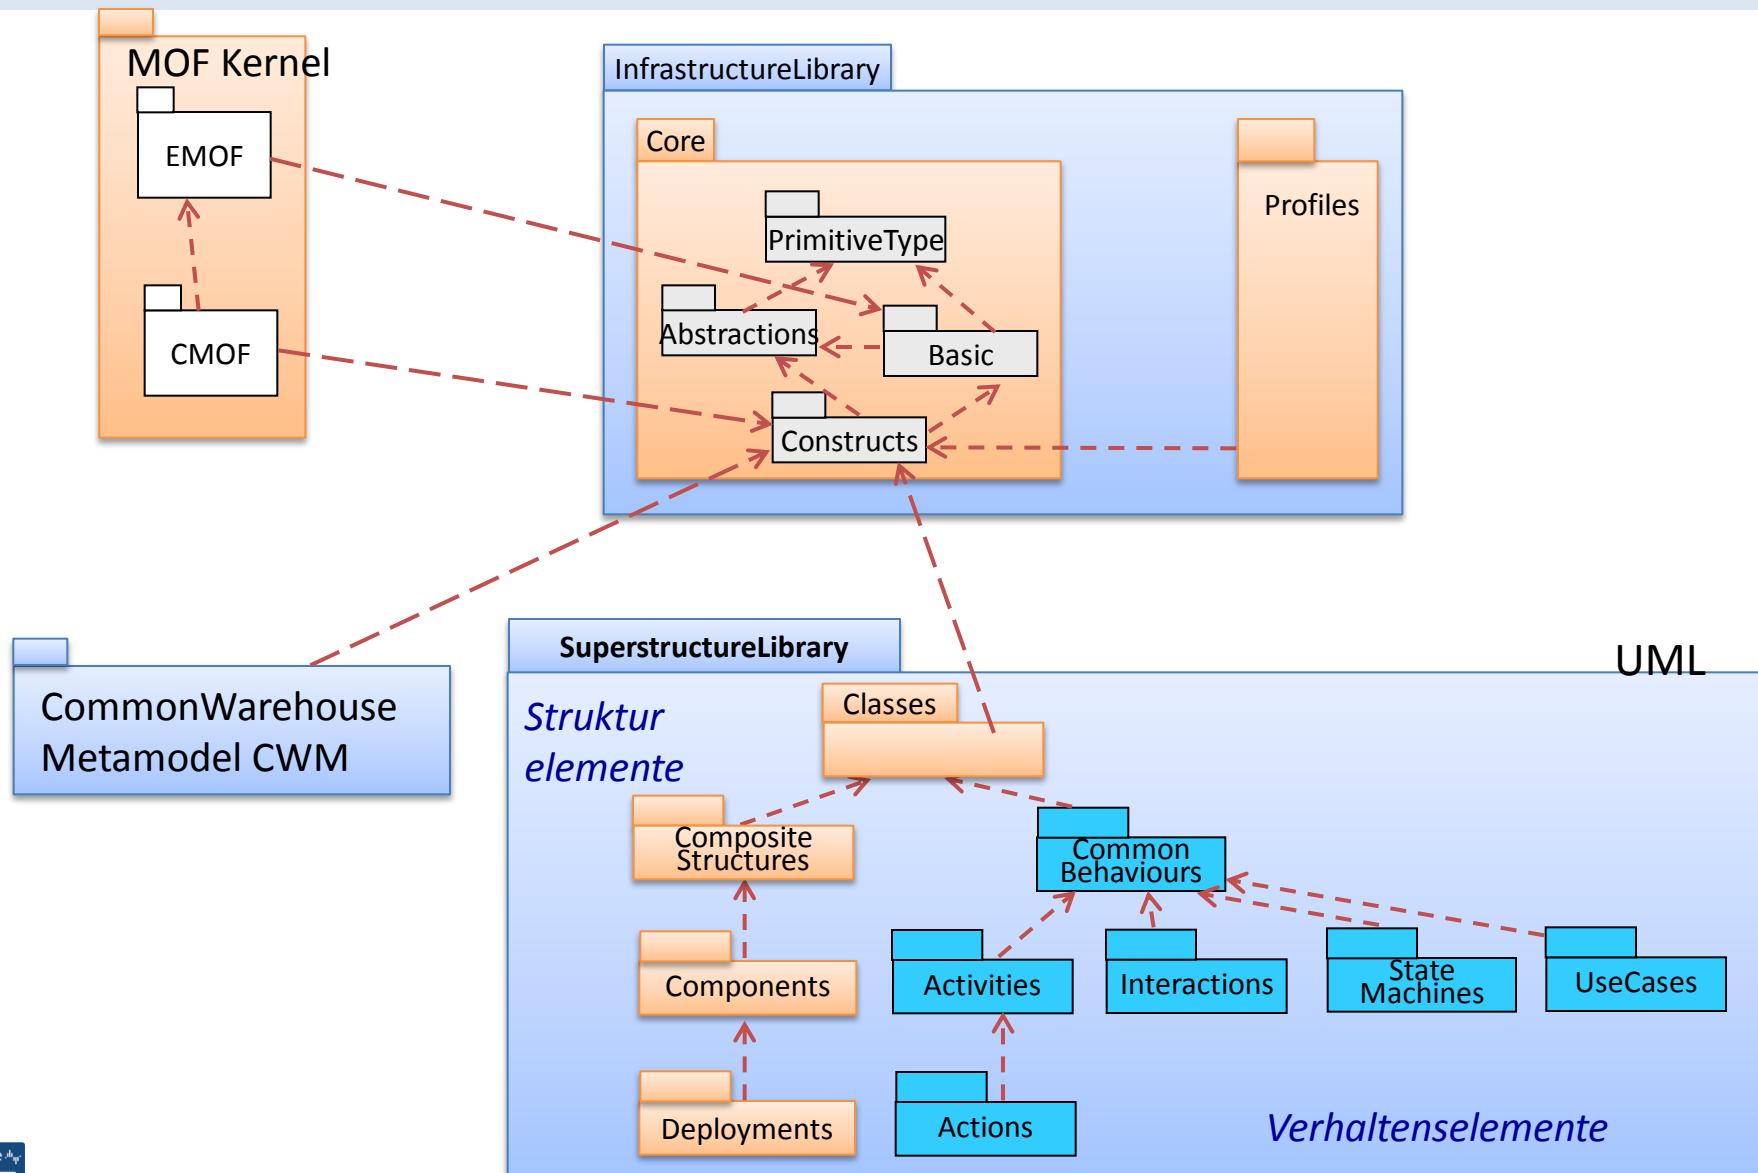 MOF Kernel
EMOF
CMOF
InfrastructureLibrary
Core
PrimitiveType
Abstractions
Basic
Constructs
Profiles
CommonWarehouse
Metamodel CWM
SuperstructureLibrary
UML
Struktur
elemente
Classes
Composite
Structures
Common
Behaviours
Components
Activities
Interactions
State
Machines
UseCases
Deployments
Actions
Verhaltenselemente